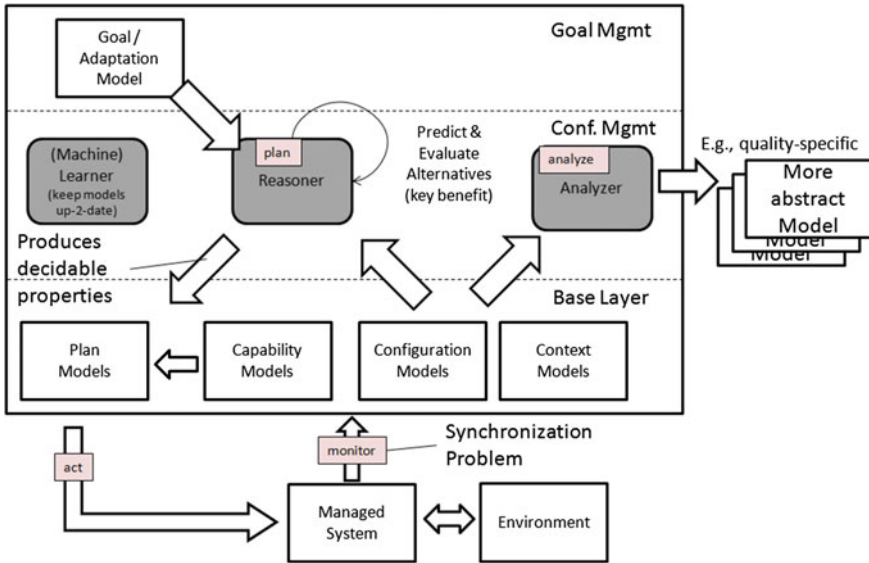 Goal Mgmt
Goal /
Adaptation
Model
Conf. Mgmt
(Machine)
Learner
(keep models
up-2-date)
plan
Reasoner
Predict &
Evaluate
Alternatives
(key benefit)
analyze
Analyzer
E.g., quality-specific
More
abstract
Model
Model
Model
Produces
decidable
properties
Base Layer
Plan
Models
Capability
Models
Configuration
Models
Context
Models
act
monitor
Synchronization
Problem
Managed
System
Environment